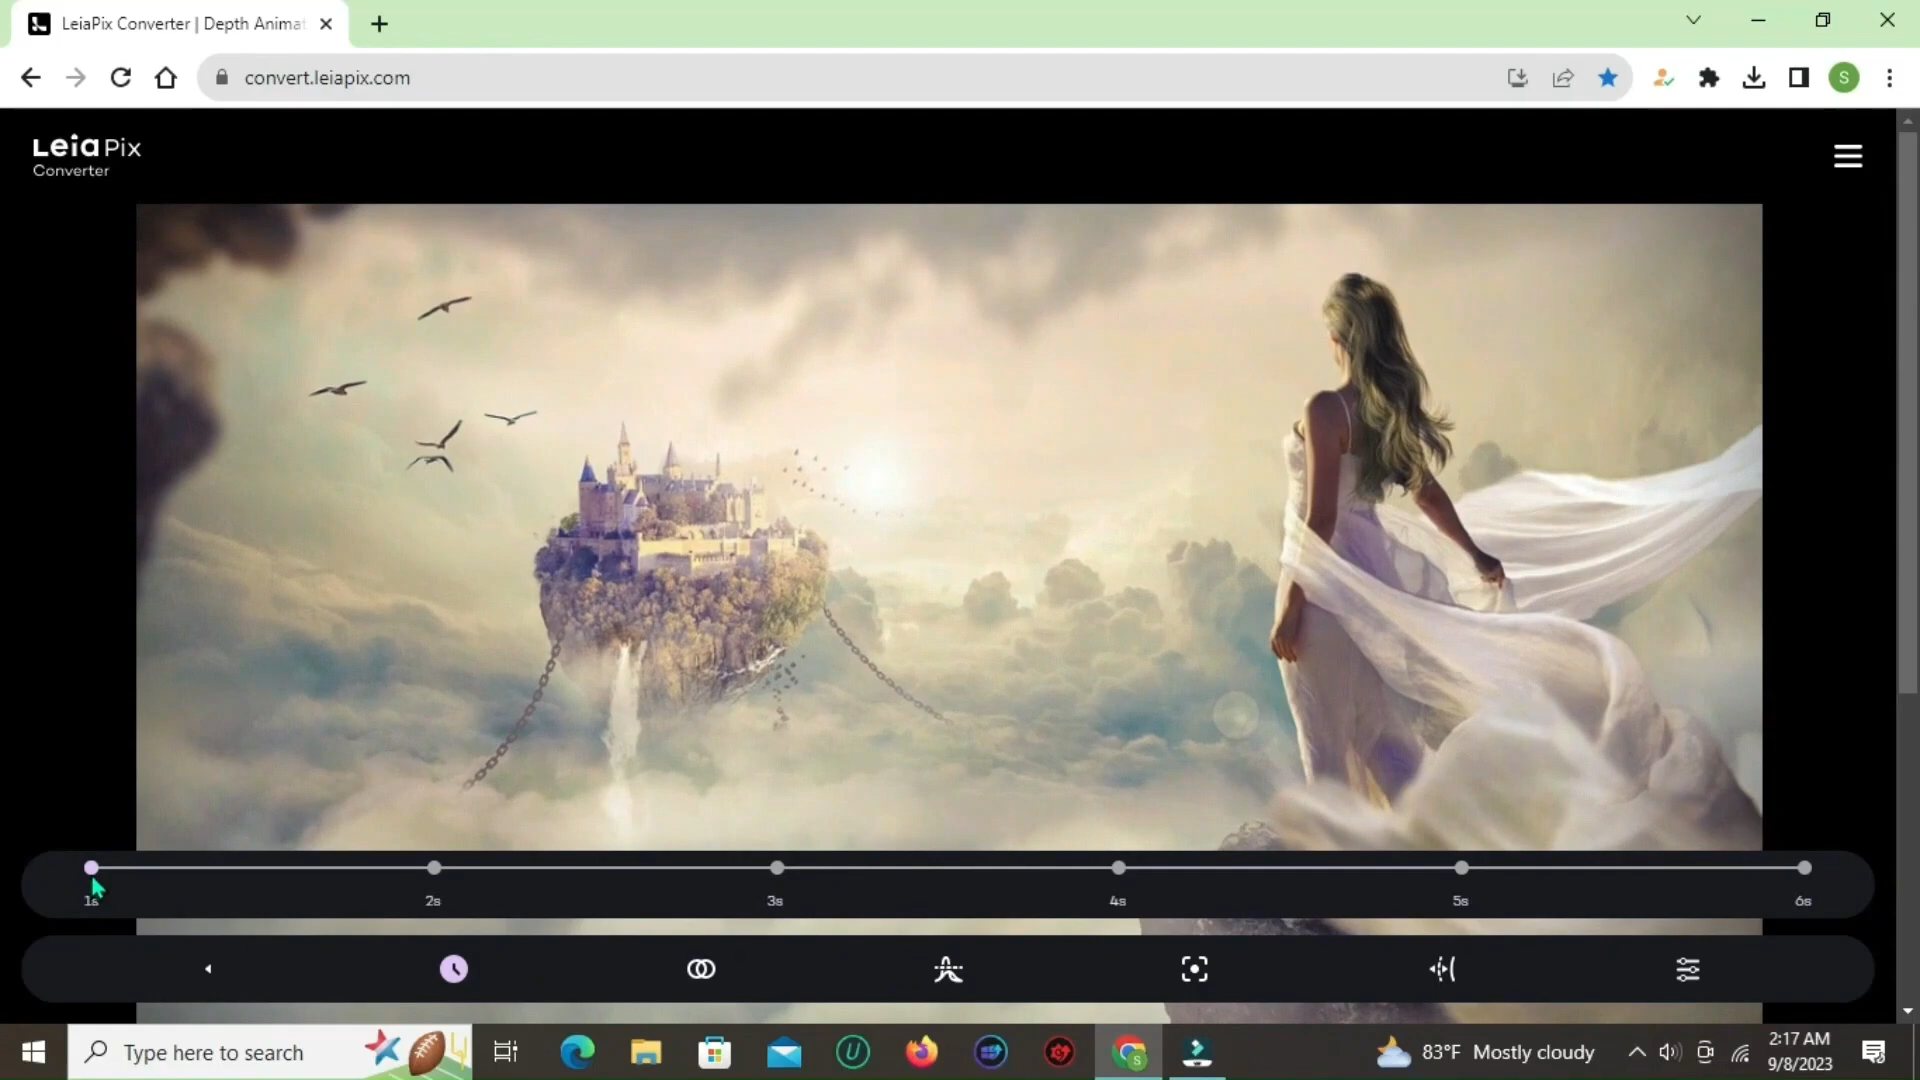 LeiaPix Converter | Depth Animat
convert.leiapix.com
S
Leia Pix
Converter
1s 2s 3s 4s 5s 6s
Type here to search
S
83°F Mostly cloudy
2:17 AM
9/8/2023